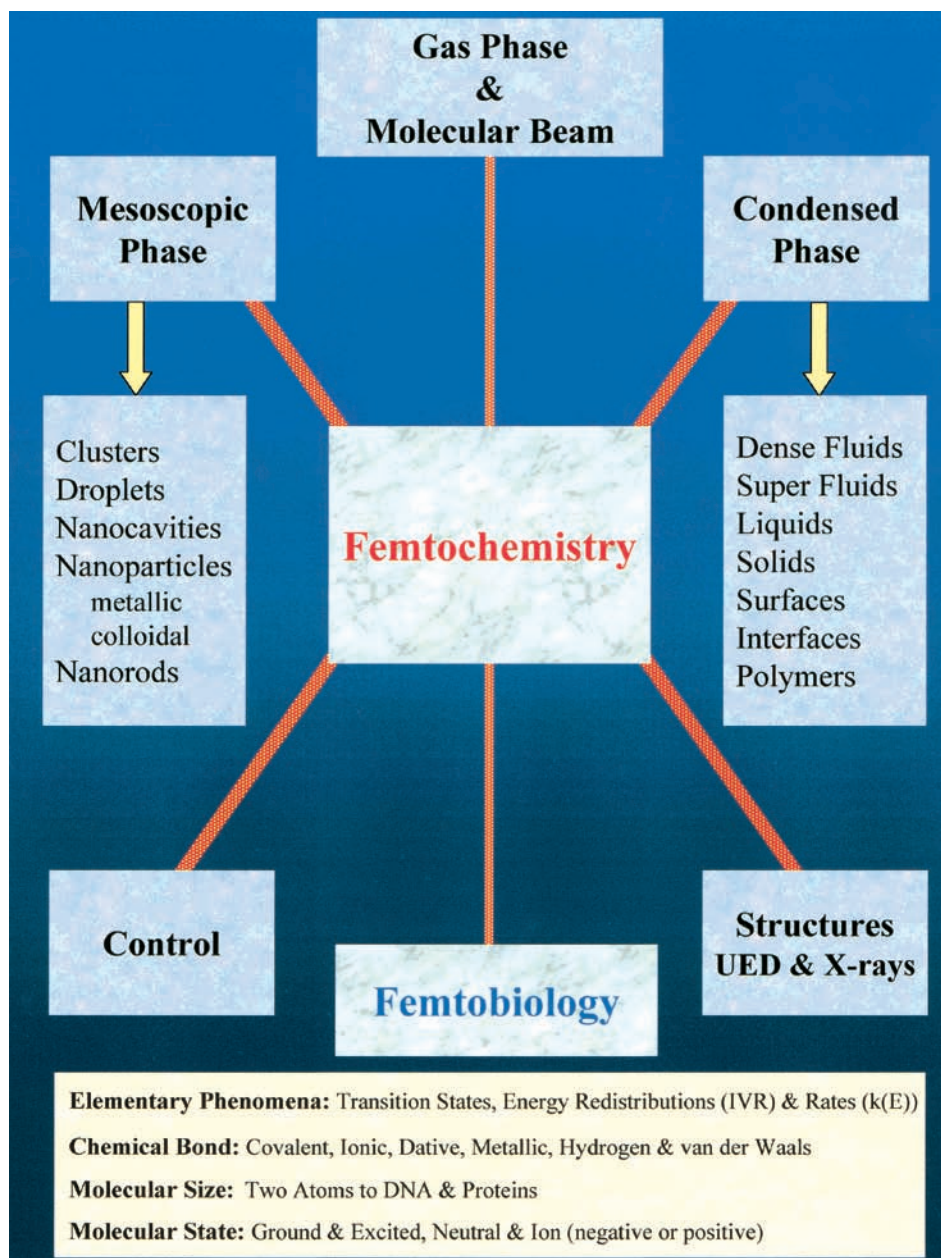 Gas Phase
&
Molecular Beam
Mesoscopic
Phase
Condensed
Phase
Clusters
Droplets
Nanocavities
Nanoparticles
metallic
colloidal
Nanorods
Femtochemistry
Dense Fluids
Super Fluids
Liquids
Solids
Surfaces
Interfaces
Polymers
Control
Femtobiology
Structures
UED & X-rays
Elementary Phenomena: Transition States, Energy Redistributions (IVR) & Rates (k(E))
Chemical Bond: Covalent, Ionic, Dative, Metallic, Hydrogen & van der Waals
Molecular Size: Two Atoms to DNA & Proteins
Molecular State: Ground & Excited, Neutral & Ion (negative or positive)